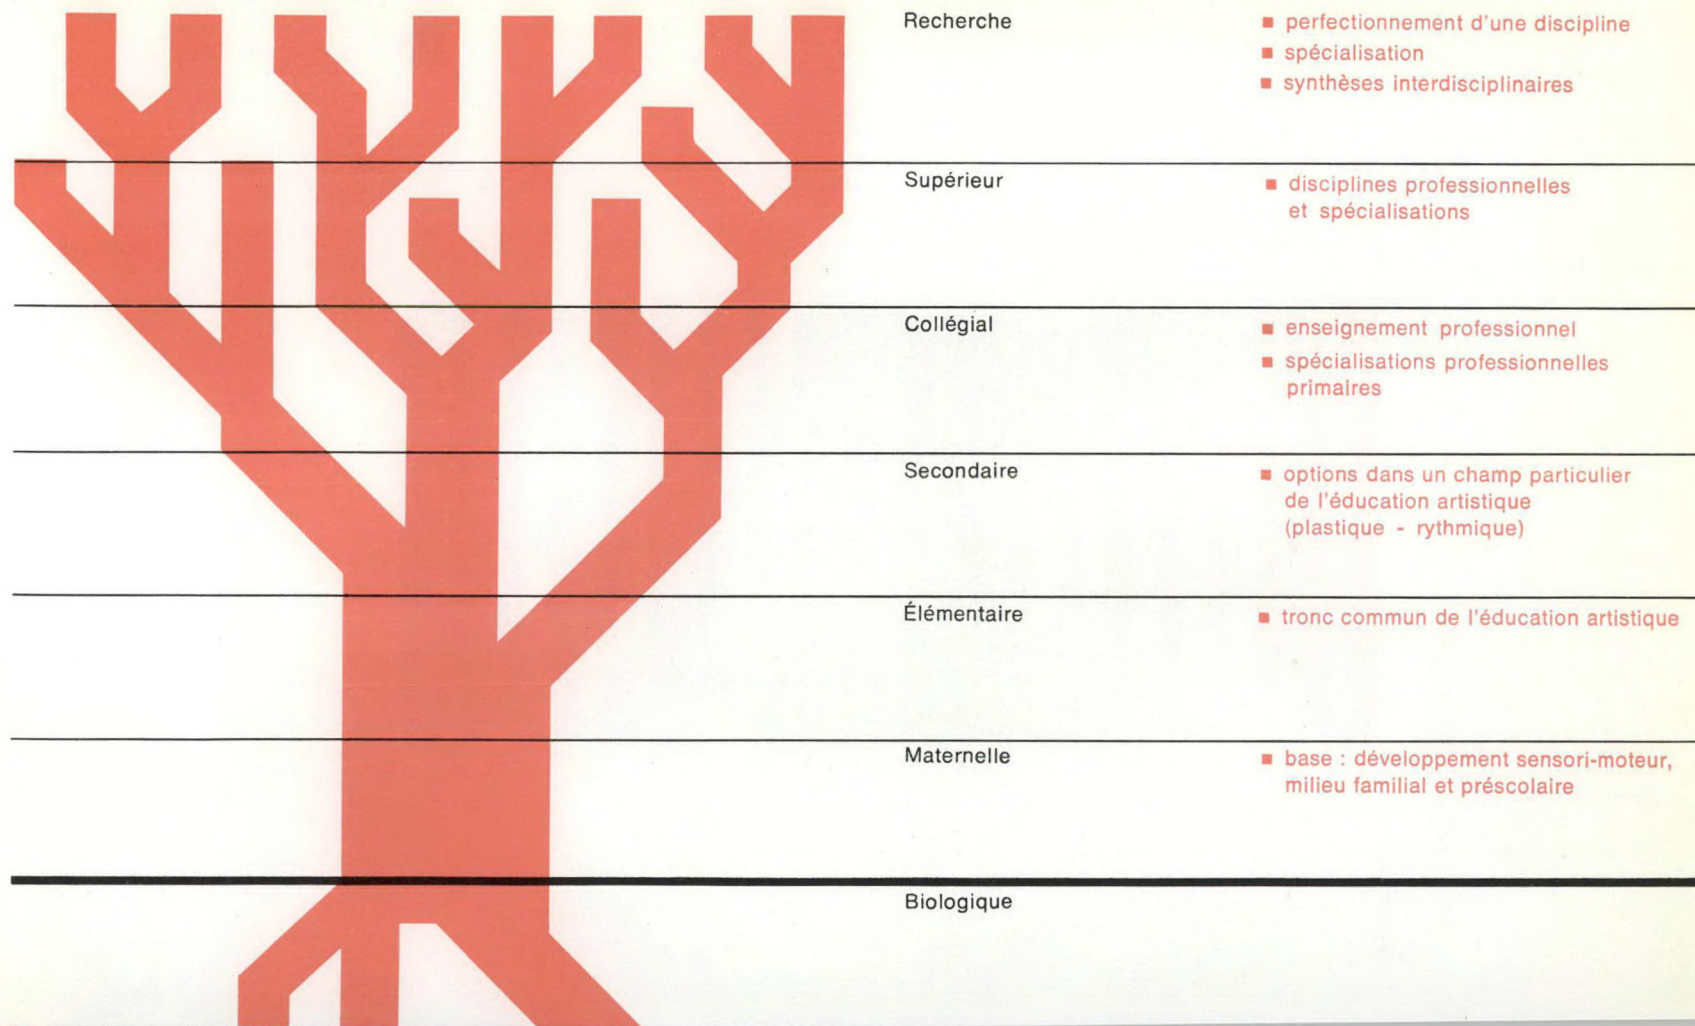 Recherche
■ perfectionnement d'une discipline
■ spécialisation
■ synthèses interdisciplinaires
Supérieur
■ disciplines professionnelles
et spécialisations
Collégial
■ enseignement professionnel
■ spécialisations professionnelles
primaires
Secondaire
■ options dans un champ particulier
de l'éducation artistique
(plastique - rythmique)
Élémentaire
■ tronc commun de l'éducation artistique
Maternelle
■ base : développement sensori-moteur,
milieu familial et préscolaire
Biologique